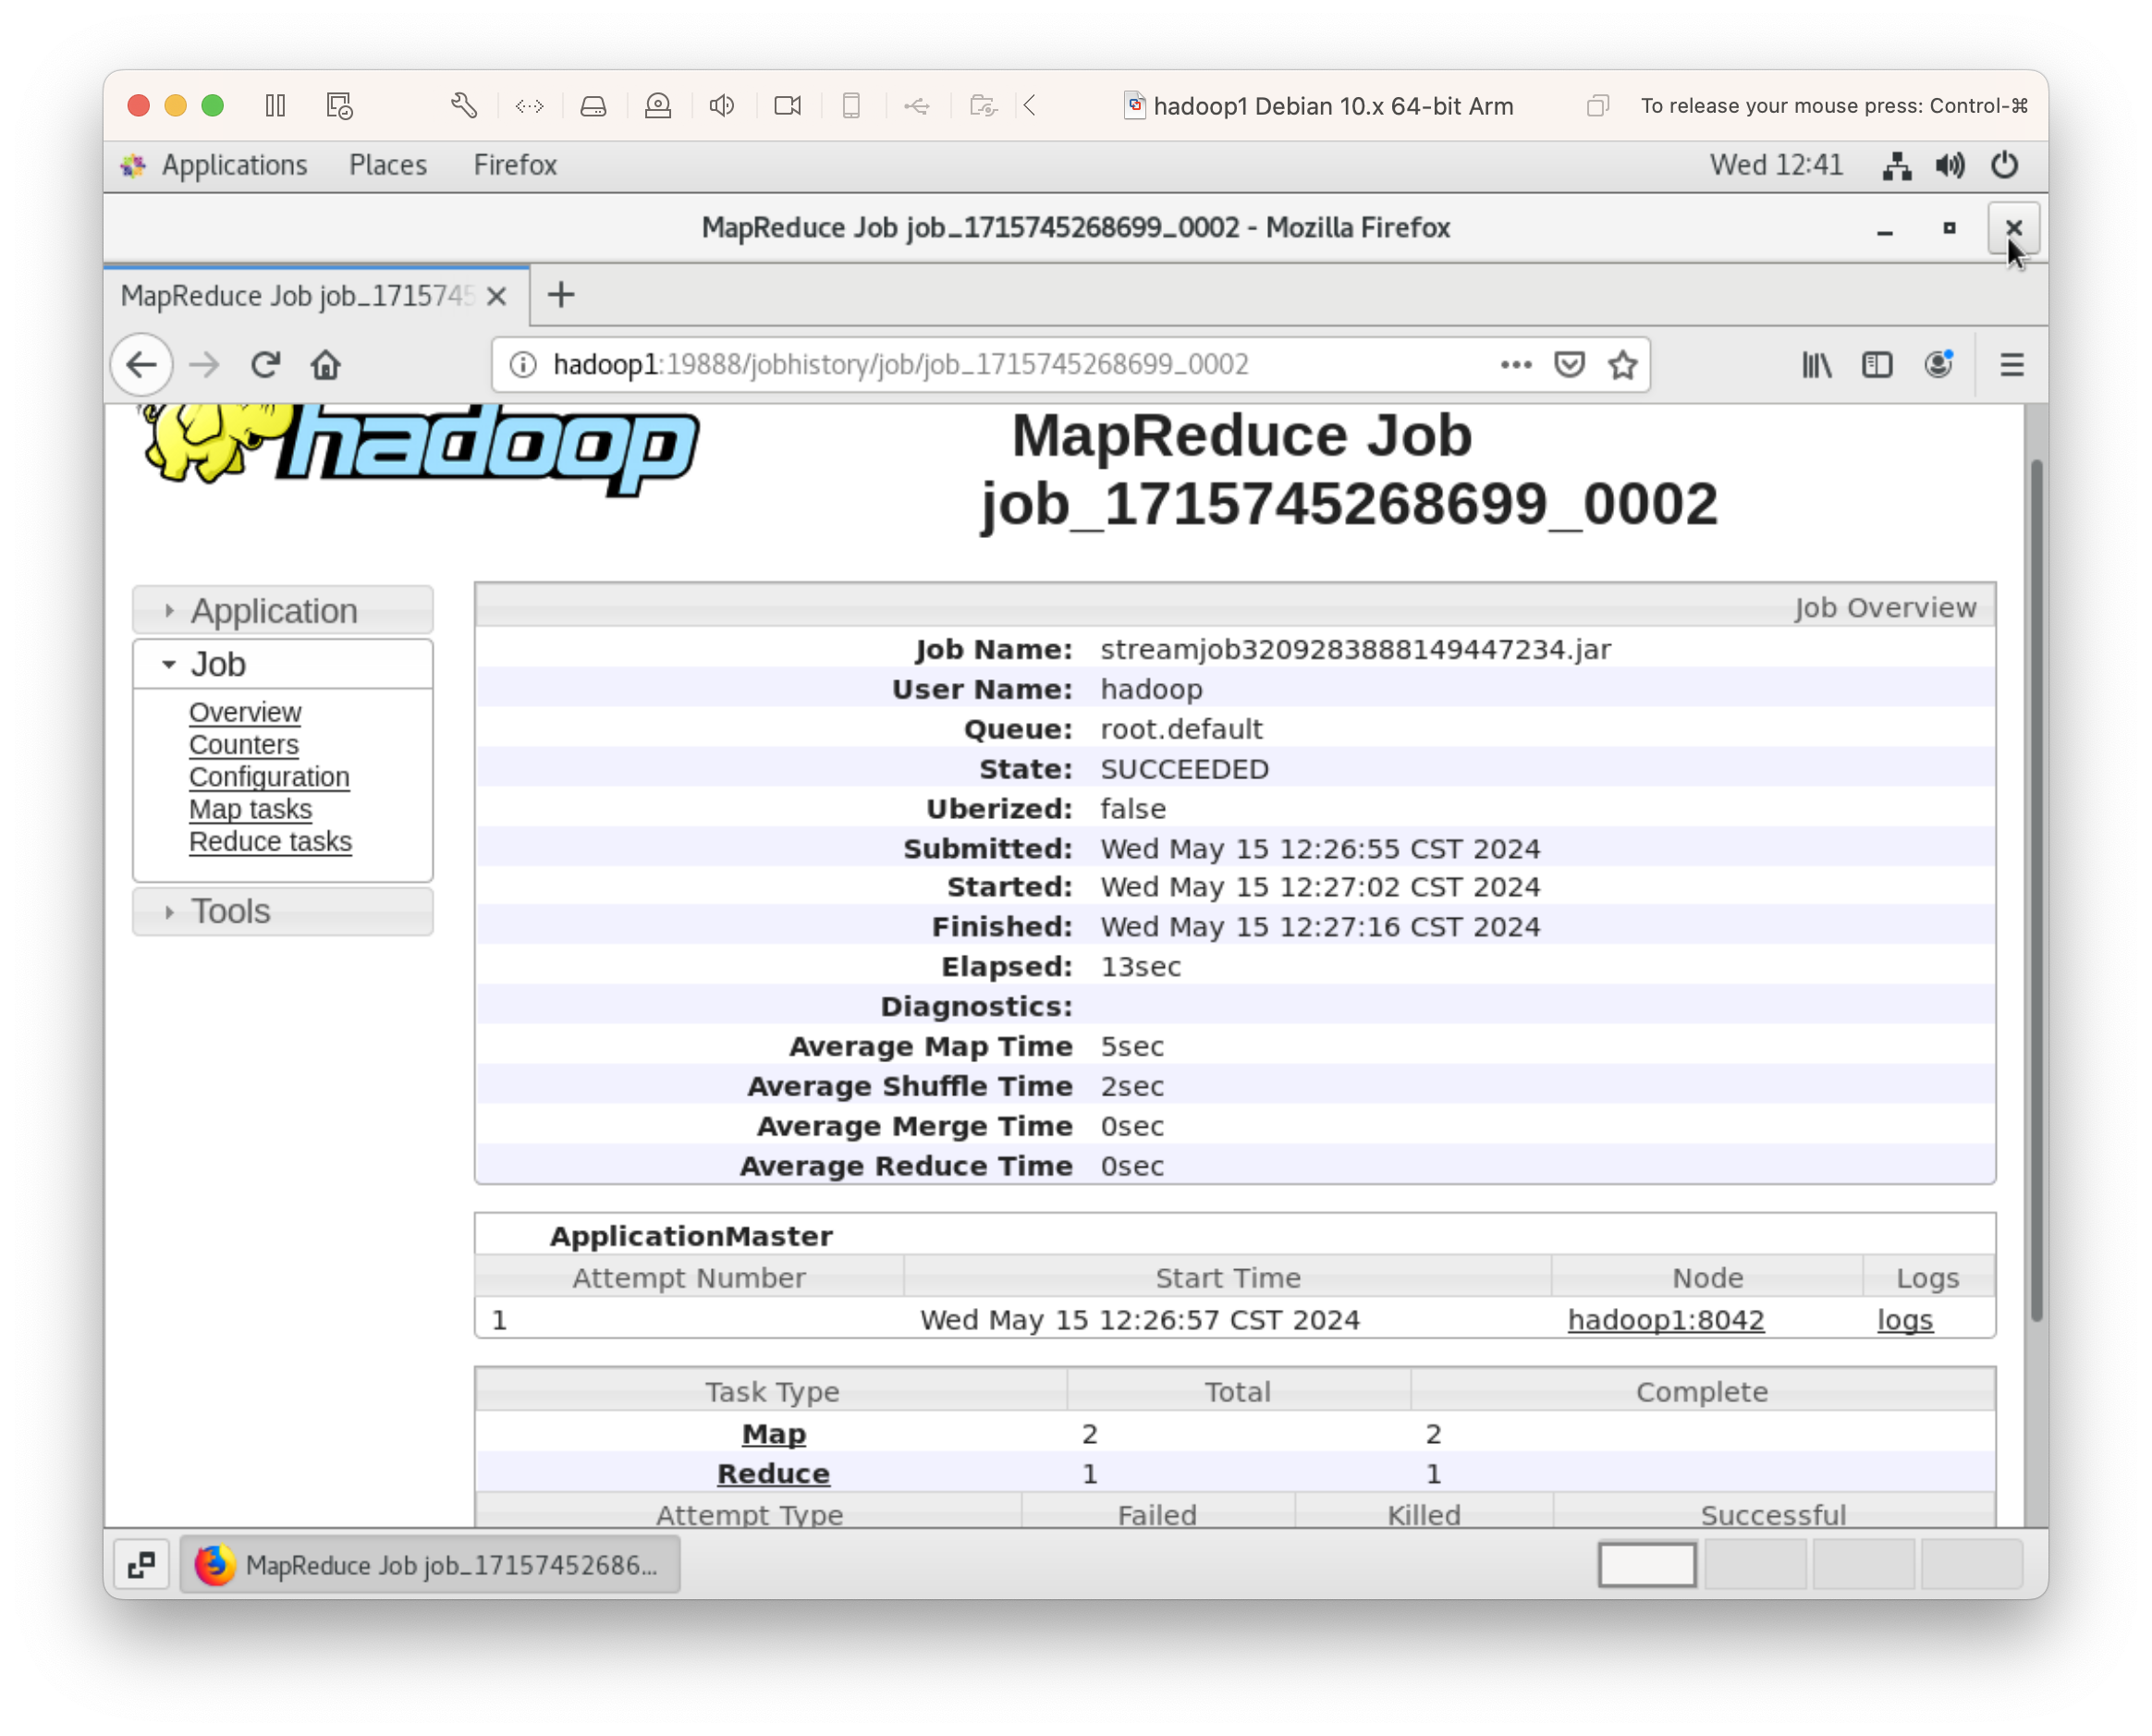 hadoop1 Debian 10.x 64-bit Arm
To release your mouse press: Control-⌘
Applications Places Firefox Wed 12:41
MapReduce Job job_1715745268699_0002 - Mozilla Firefox
MapReduce Job job_1715745
hadoop1:19888/jobhistory/job/job_1715745268699_0002
hadoop
MapReduce Job
job_1715745268699_0002
Application
Job
Overview
Counters
Configuration
Map tasks
Reduce tasks
Tools
Job Overview
Job Name: streamjob3209283888149447234.jar
User Name: hadoop
Queue: root.default
State: SUCCEEDED
Uberized: false
Submitted: Wed May 15 12:26:55 CST 2024
Started: Wed May 15 12:27:02 CST 2024
Finished: Wed May 15 12:27:16 CST 2024
Elapsed: 13sec
Diagnostics:
Average Map Time 5sec
Average Shuffle Time 2sec
Average Merge Time 0sec
Average Reduce Time 0sec
ApplicationMaster
Attempt Number Start Time Node Logs
1 Wed May 15 12:26:57 CST 2024 hadoop1:8042 logs
Task Type Total Complete
Map 2 2
Reduce 1 1
Attempt Type Failed Killed Successful
MapReduce Job job_17157452686...